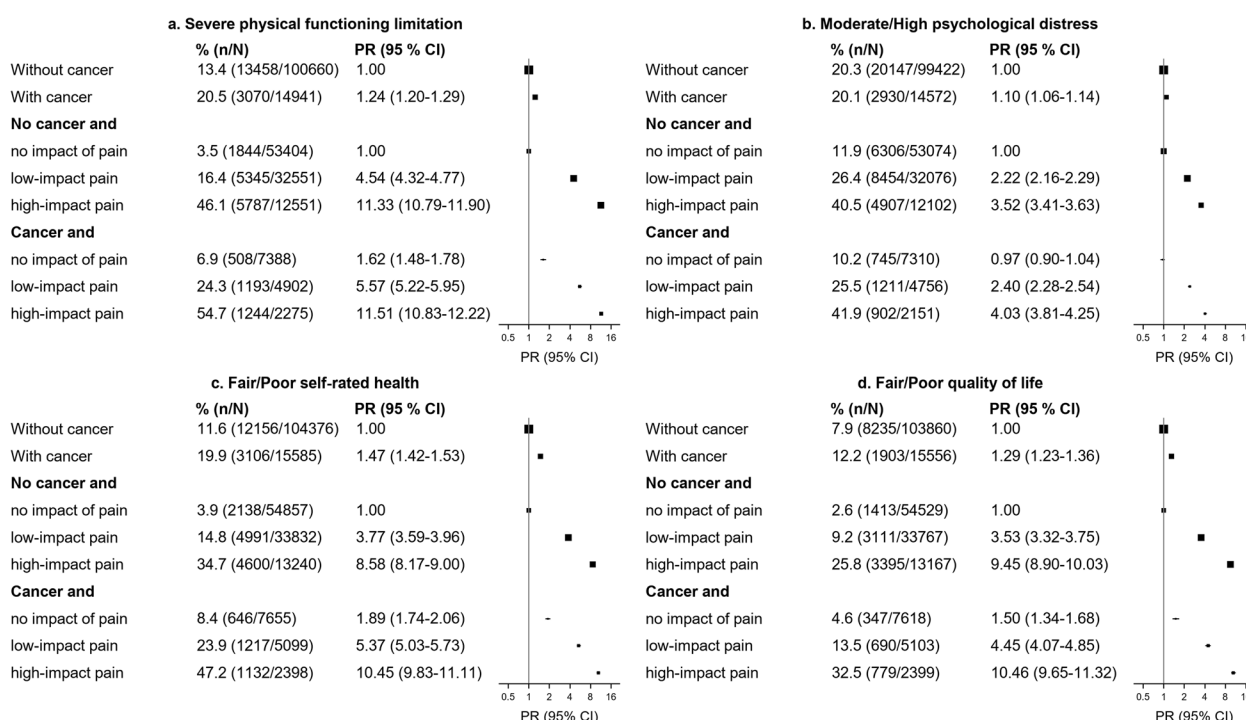 a. Severe physical functioning limitation
% (n/N) PR (95 % CI)
Without cancer 13.4 (13458/100660) 1.00
With cancer 20.5 (3070/14941) 1.24 (1.20-1.29)
No cancer and
no impact of pain 3.5 (1844/53404) 1.00
low-impact pain 16.4 (5345/32551) 4.54 (4.32-4.77)
high-impact pain 46.1 (5787/12551) 11.33 (10.79-11.90)
Cancer and
no impact of pain 6.9 (508/7388) 1.62 (1.48-1.78)
low-impact pain 24.3 (1193/4902) 5.57 (5.22-5.95)
high-impact pain 54.7 (1244/2275) 11.51 (10.83-12.22)
0.5 1 2 4 8 16
PR (95% CI)
b. Moderate/High psychological distress
% (n/N) PR (95 % CI)
Without cancer 20.3 (20147/99422) 1.00
With cancer 20.1 (2930/14572) 1.10 (1.06-1.14)
No cancer and
no impact of pain 11.9 (6306/53074) 1.00
low-impact pain 26.4 (8454/32076) 2.22 (2.16-2.29)
high-impact pain 40.5 (4907/12102) 3.52 (3.41-3.63)
Cancer and
no impact of pain 10.2 (745/7310) 0.97 (0.90-1.04)
low-impact pain 25.5 (1211/4756) 2.40 (2.28-2.54)
high-impact pain 41.9 (902/2151) 4.03 (3.81-4.25)
0.5 1 2 4 8
PR (95% CI)
c. Fair/Poor self-rated health
% (n/N) PR (95 % CI)
Without cancer 11.6 (12156/104376) 1.00
With cancer 19.9 (3106/15585) 1.47 (1.42-1.53)
No cancer and
no impact of pain 3.9 (2138/54857) 1.00
low-impact pain 14.8 (4991/33832) 3.77 (3.59-3.96)
high-impact pain 34.7 (4600/13240) 8.58 (8.17-9.00)
Cancer and
no impact of pain 8.4 (646/7655) 1.89 (1.74-2.06)
low-impact pain 23.9 (1217/5099) 5.37 (5.03-5.73)
high-impact pain 47.2 (1132/2398) 10.45 (9.83-11.11)
0.5 1 2 4 8 16
PR (95% CI)
d. Fair/Poor quality of life
% (n/N) PR (95 % CI)
Without cancer 7.9 (8235/103860) 1.00
With cancer 12.2 (1903/15556) 1.29 (1.23-1.36)
No cancer and
no impact of pain 2.6 (1413/54529) 1.00
low-impact pain 9.2 (3111/33767) 3.53 (3.32-3.75)
high-impact pain 25.8 (3395/13167) 9.45 (8.90-10.03)
Cancer and
no impact of pain 4.6 (347/7618) 1.50 (1.34-1.68)
low-impact pain 13.5 (690/5103) 4.45 (4.07-4.85)
high-impact pain 32.5 (779/2399) 10.46 (9.65-11.32)
0.5 1 2 4 8
PR (95% CI)